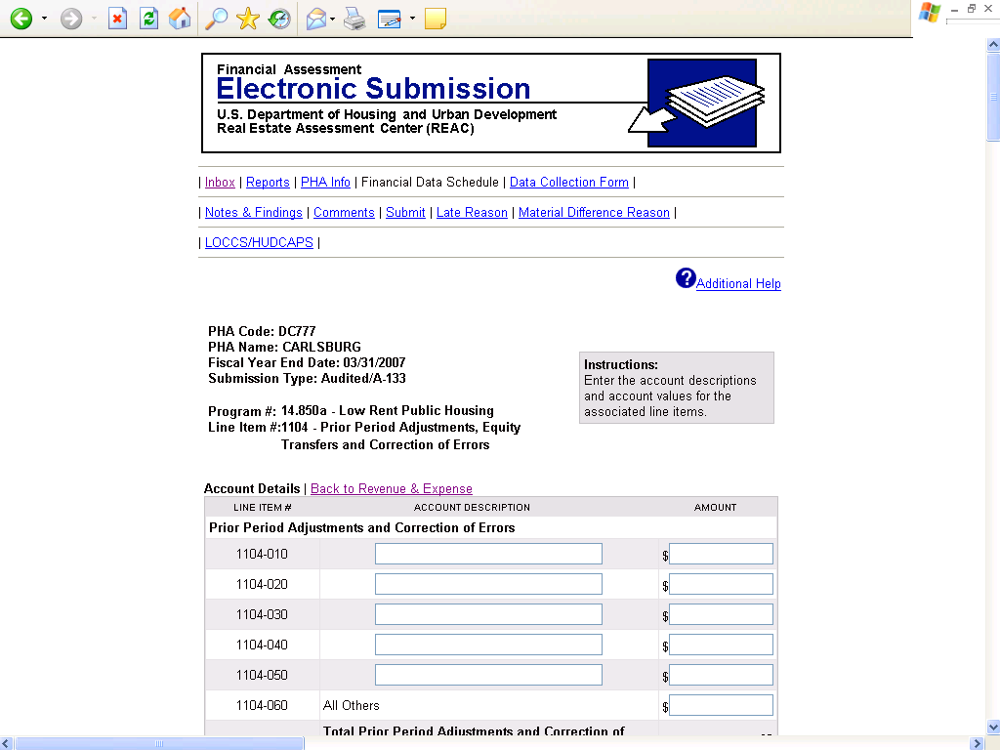 Financial Assessment
Electronic Submission
U.S. Department of Housing and Urban Development
Real Estate Assessment Center (REAC)
| Inbox | Reports | PHA Info | Financial Data Schedule | Data Collection Form |
| Notes & Findings | Comments | Submit | Late Reason | Material Difference Reason |
| LOCCS/HUDCAPS |
? Additional Help
PHA Code: DC777
PHA Name: CARLSBURG
Fiscal Year End Date: 03/31/2007
Submission Type: Audited/A-133
Program #: 14.850a - Low Rent Public Housing
Line Item #:1104 - Prior Period Adjustments, Equity
Transfers and Correction of Errors
Instructions:
Enter the account descriptions
and account values for the
associated line items.
Account Details | Back to Revenue & Expense
LINE ITEM # ACCOUNT DESCRIPTION AMOUNT
Prior Period Adjustments and Correction of Errors
1104-010 $
1104-020 $
1104-030 $
1104-040 $
1104-050 $
1104-060 All Others $
Total Prior Period Adjustments and Correction of